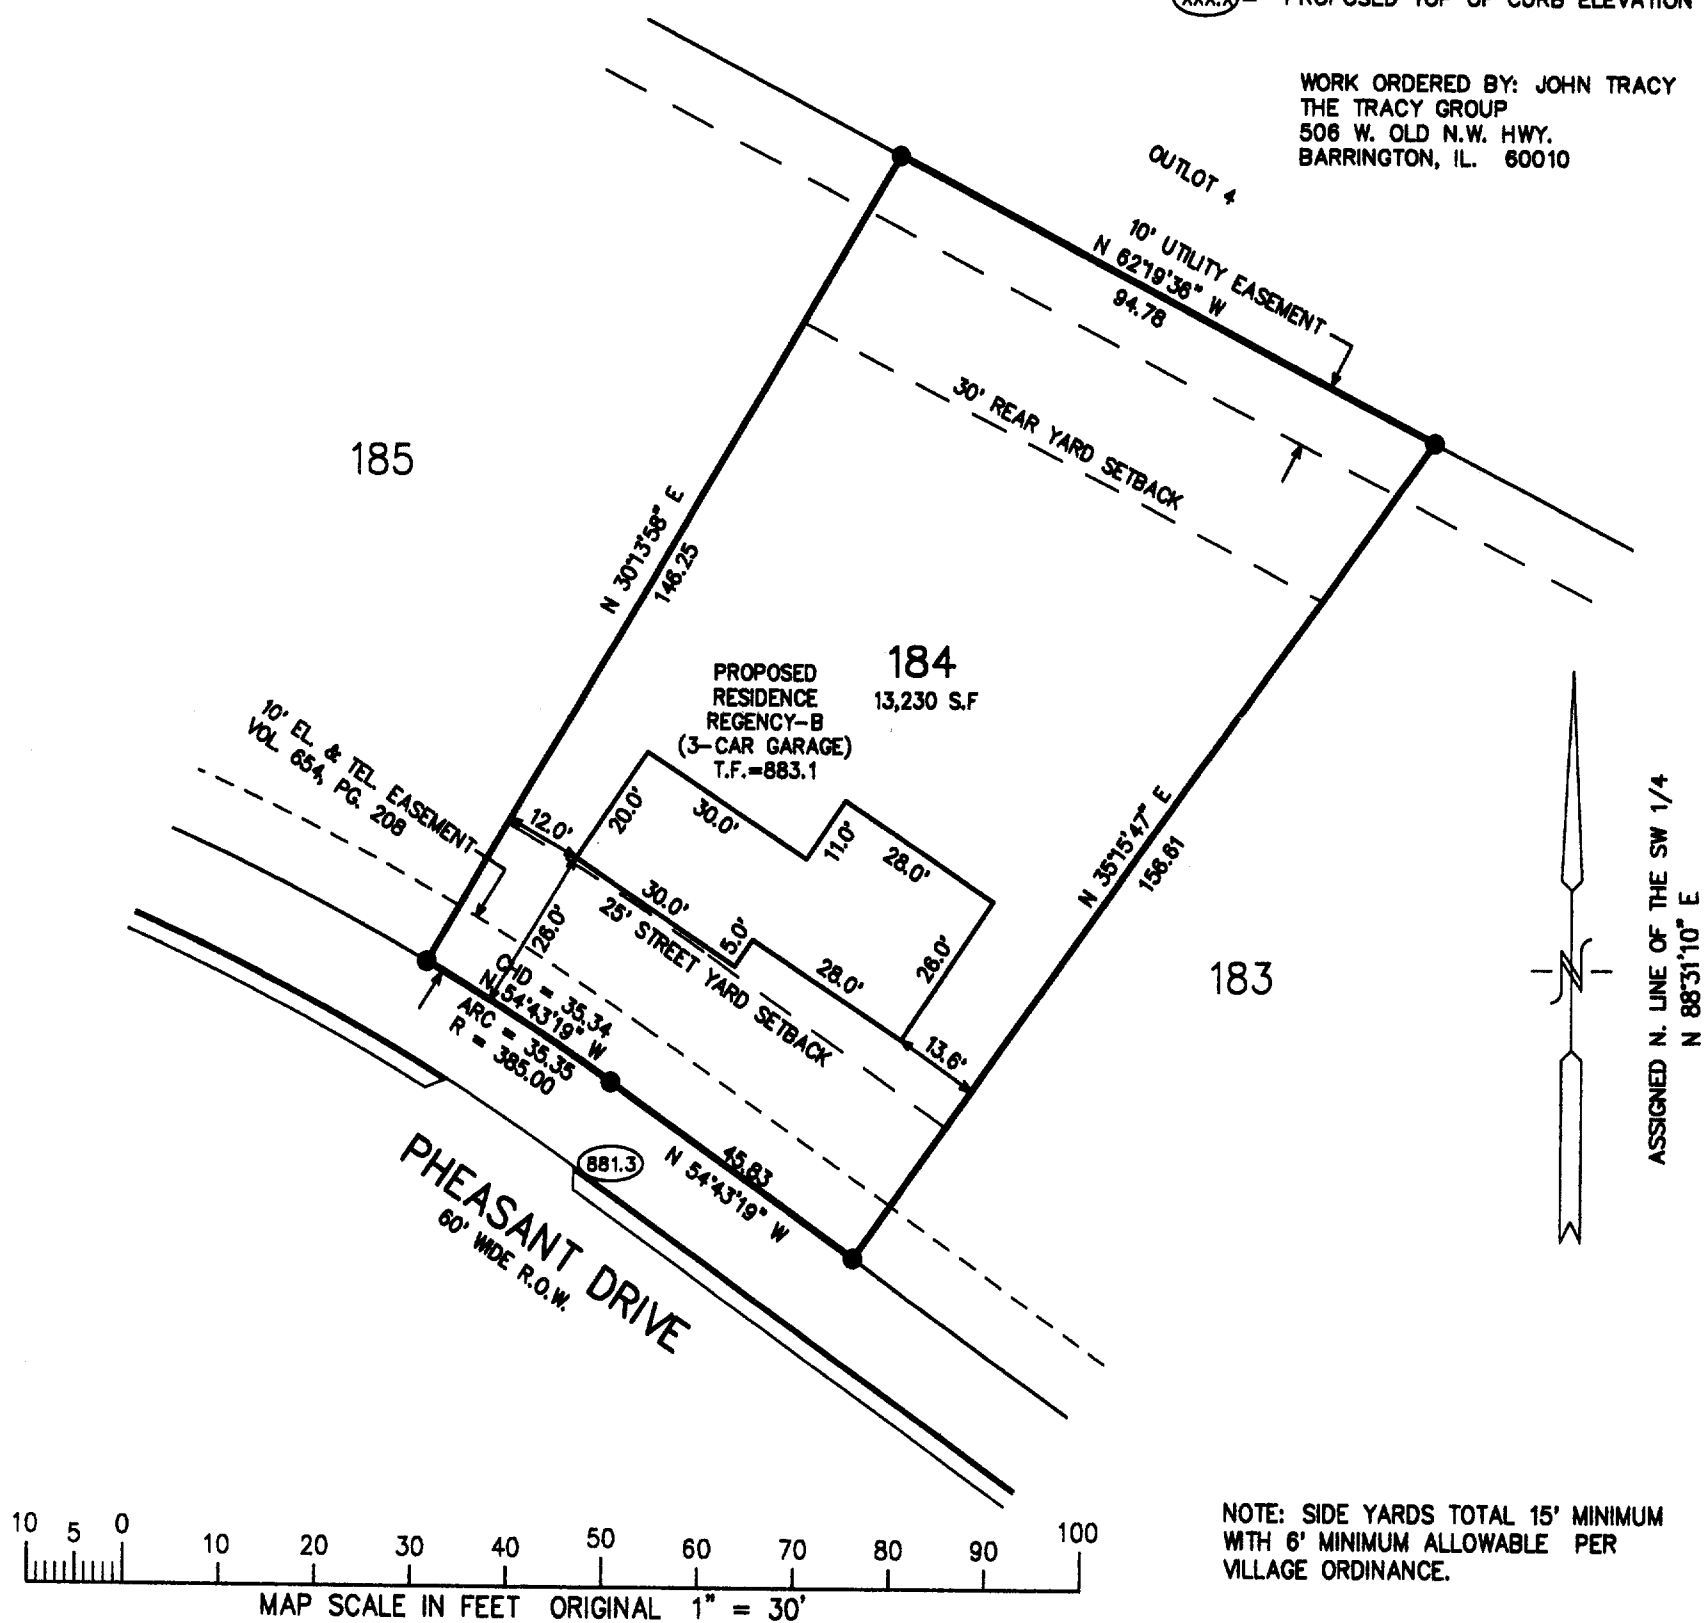 XXX.X = PROPOSED TOP OF CURB ELEVATION
WORK ORDERED BY: JOHN TRACY
THE TRACY GROUP
506 W. OLD N.W. HWY.
BARRINGTON, IL. 60010
OUTLOT 4
10' UTILITY EASEMENT
N 62°19'36" W
94.78
30' REAR YARD SETBACK
185
N 30°13'58" E
146.25
184
13,230 S.F
PROPOSED
RESIDENCE
REGENCY-B
(3-CAR GARAGE)
T.F.=883.1
10' EL. & TEL. EASEMENT
VOL. 654, PG. 208
12.0'
20.0'
30.0'
11.0'
28.0'
N 35°15'47" E
156.61
30.0'
25' STREET YARD SETBACK
5.0'
28.0'
26.0'
26.0'
13.6'
183
CHD = 35.34
N 54°43'19" W
ARC = 35.35
R = 385.00
881.3
45.83
N 54°43'19" W
PHEASANT DRIVE
60' WIDE R.O.W.
N
ASSIGNED N. LINE OF THE SW 1/4
N 88°31'10" E
10 5 0 10 20 30 40 50 60 70 80 90 100
MAP SCALE IN FEET ORIGINAL 1" = 30'
NOTE: SIDE YARDS TOTAL 15' MINIMUM
WITH 6' MINIMUM ALLOWABLE PER
VILLAGE ORDINANCE.